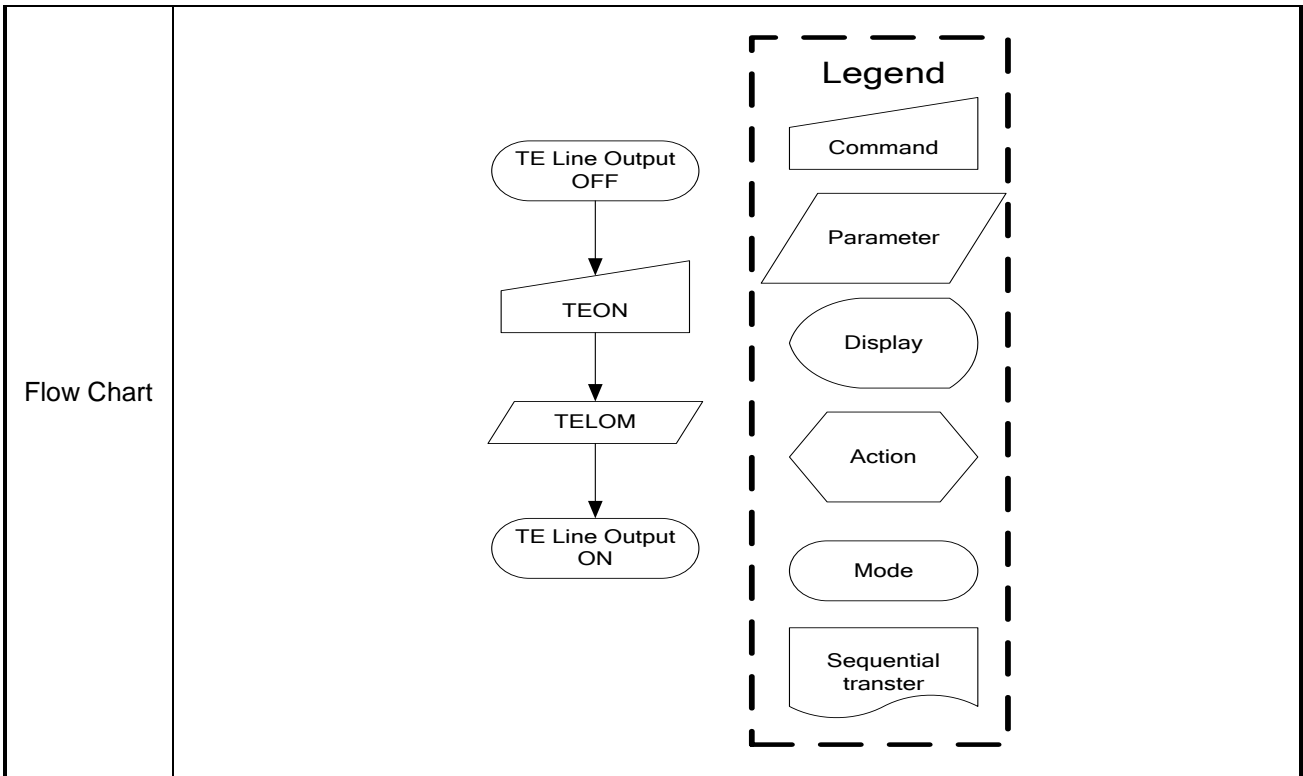 Flow Chart
TE Line Output
OFF
TEON
TELOM
TE Line Output
ON
Legend
Command
Parameter
Display
Action
Mode
Sequential
transter